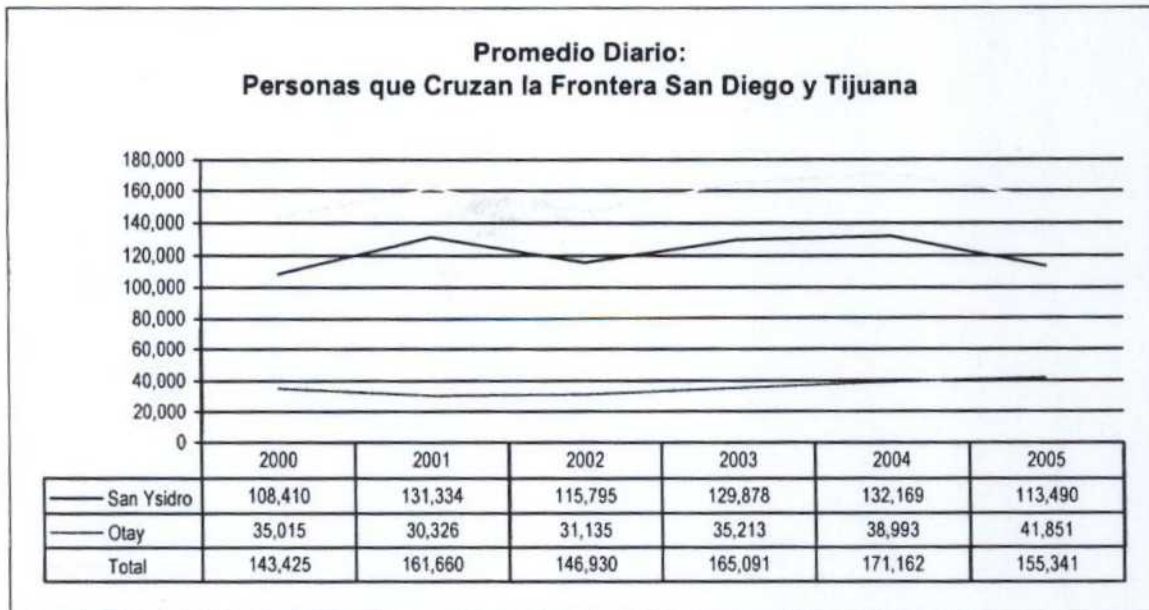 Promedio Diario:
Personas que Cruzan la Frontera San Diego y Tijuana
180,000
160,000
140,000
120,000
100,000
80,000
60,000
40,000
20,000
0
2000 2001 2002 2003 2004 2005
San Ysidro 108,410 131,334 115,795 129,878 132,169 113,490
Otay 35,015 30,326 31,135 35,213 38,993 41,851
Total 143,425 161,660 146,930 165,091 171,162 155,341